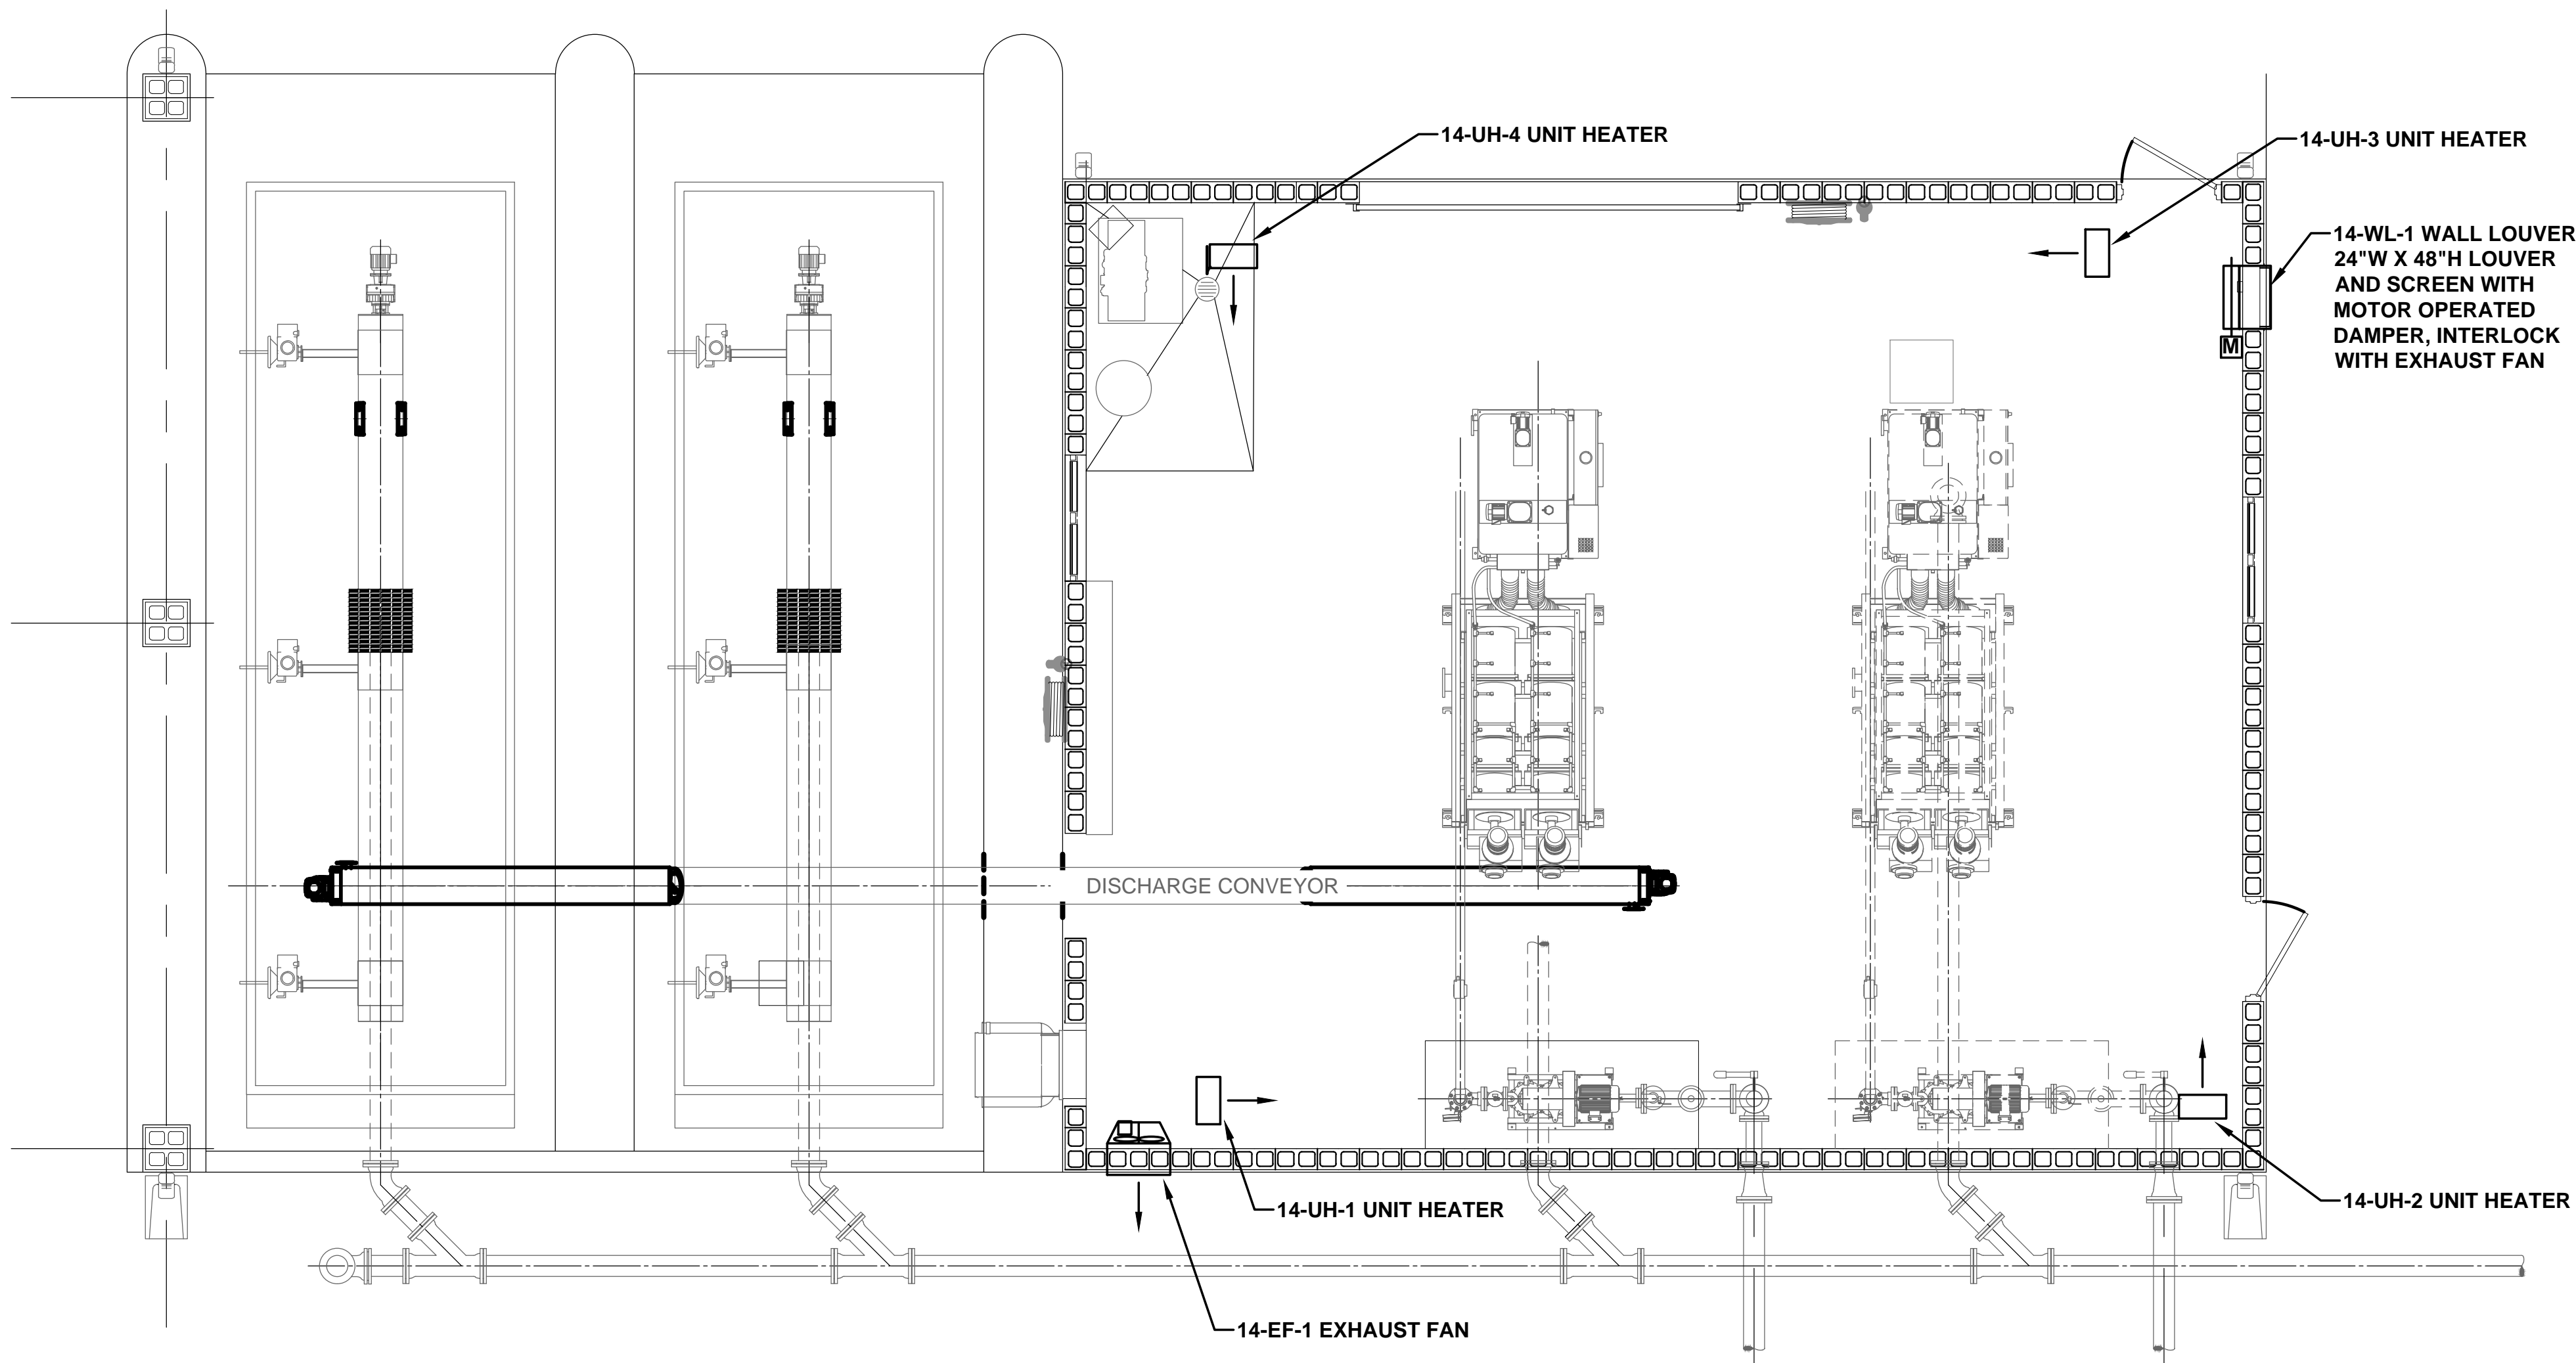 14-UH-4 UNIT HEATER
14-UH-3 UNIT HEATER
14-WL-1 WALL LOUVER
24"W X 48"H LOUVER
AND SCREEN WITH
MOTOR OPERATED
DAMPER, INTERLOCK
WITH EXHAUST FAN
M
DISCHARGE CONVEYOR
14-UH-1 UNIT HEATER
14-UH-2 UNIT HEATER
14-EF-1 EXHAUST FAN